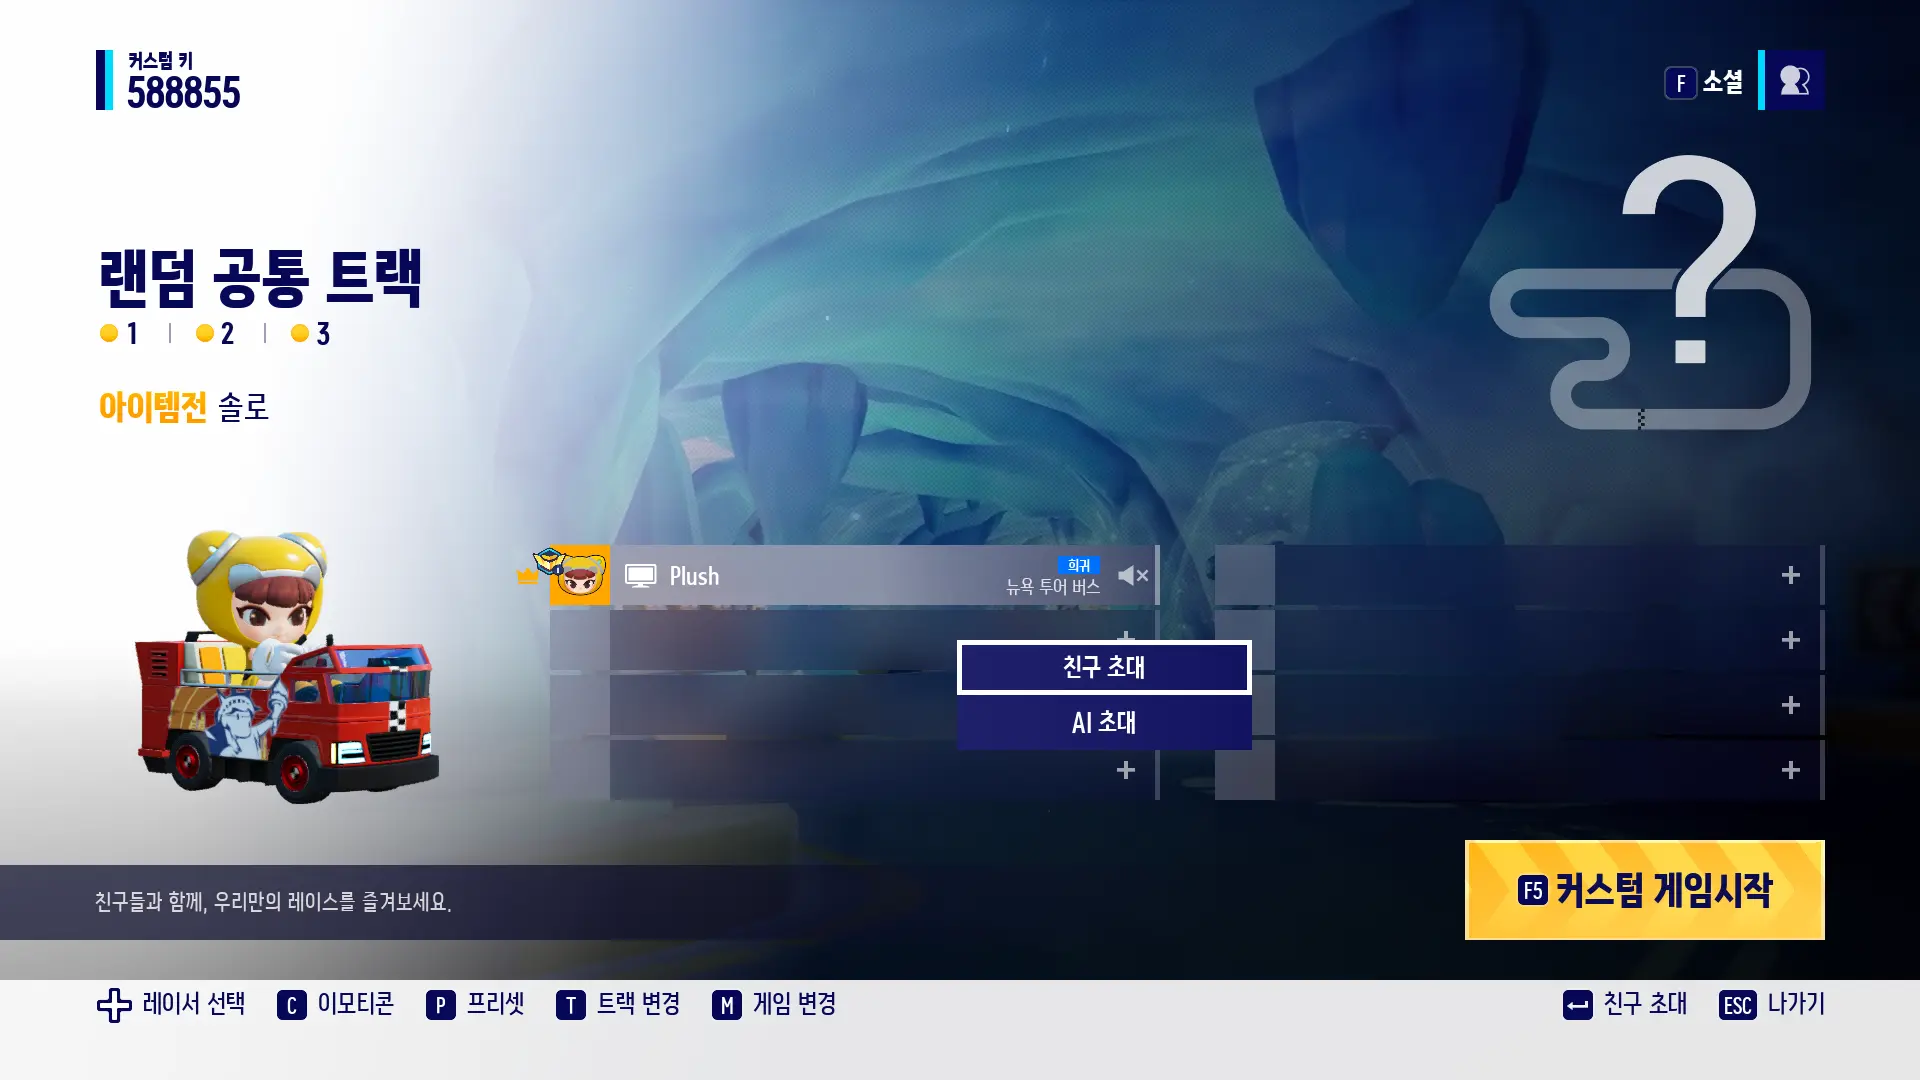 커스텀 키
588855
F 소셜
랜덤 공통 트랙
1 | 2 | 3
아이템전 솔로
Plush
희귀
뉴욕 투어 버스
친구 초대
AI 초대
F5 커스텀 게임시작
친구들과 함께, 우리만의 레이스를 즐겨보세요.
레이서 선택 C 이모티콘 P 프리셋 T 트랙 변경 M 게임 변경
친구 초대 ESC 나가기